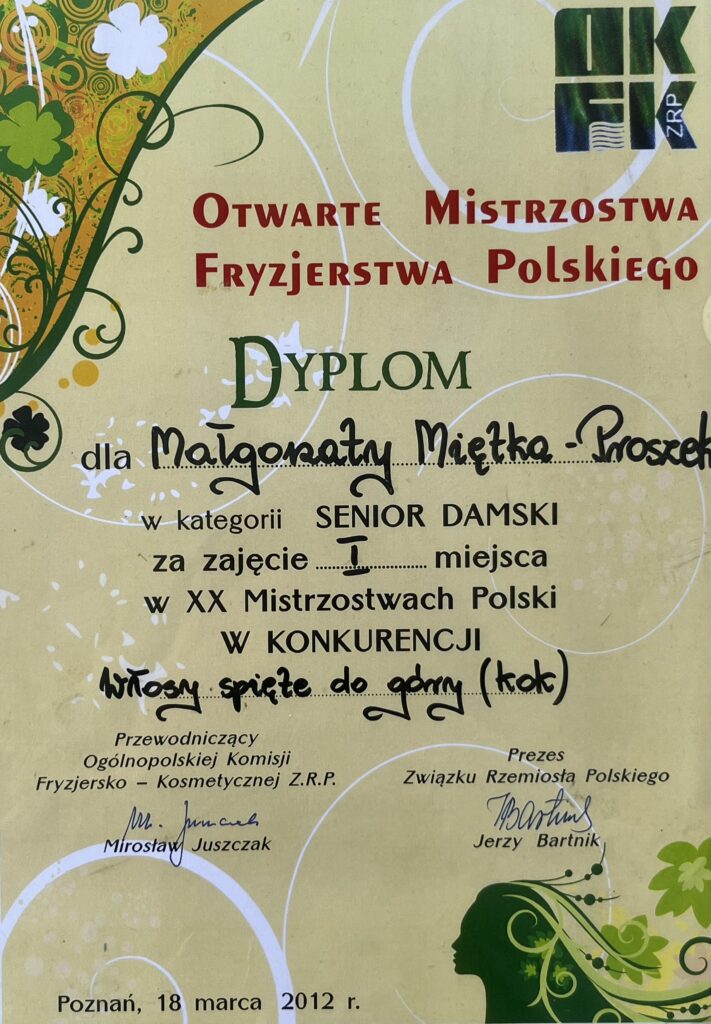 OK
FK
ZRP
OTWARTE MISTRZOSTWA
FRYZJERSTWA POLSKIEGO
DYPLOM
dla Małgorzaty Miętka - Proszek
w kategorii SENIOR DAMSKI
za zajęcie I miejsca
w XX Mistrzostwach Polski
W KONKURENCJI
Włosy spięte do góry (kok)
Przewodniczący
Ogólnopolskiej Komisji
Fryzjersko – Kosmetycznej Z.R.P.
Mirosław Juszczak
Prezes
Związku Rzemiosła Polskiego
Jerzy Bartnik
Poznań, 18 marca 2012 r.